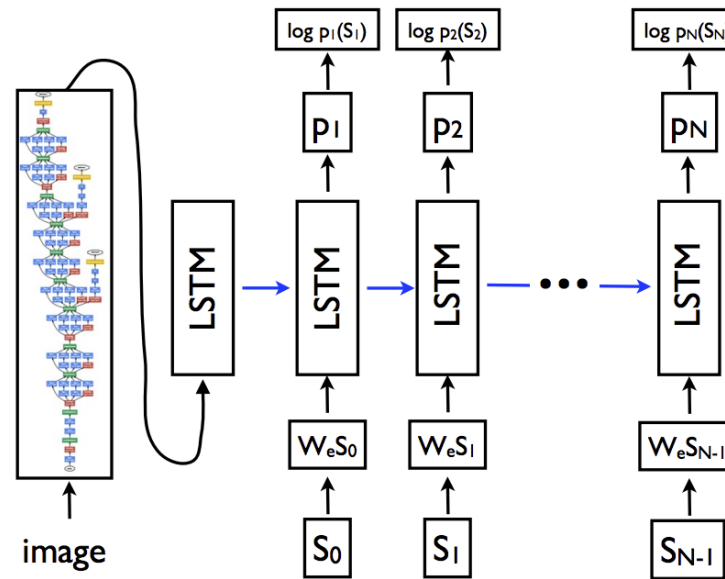 log p₁(S₁) log p₂(S₂) log pN(SN
p₁ p₂ pN
LSTM LSTM LSTM LSTM
WₑS₀ WₑS₁ WₑSN-1
image S₀ S₁ SN-1